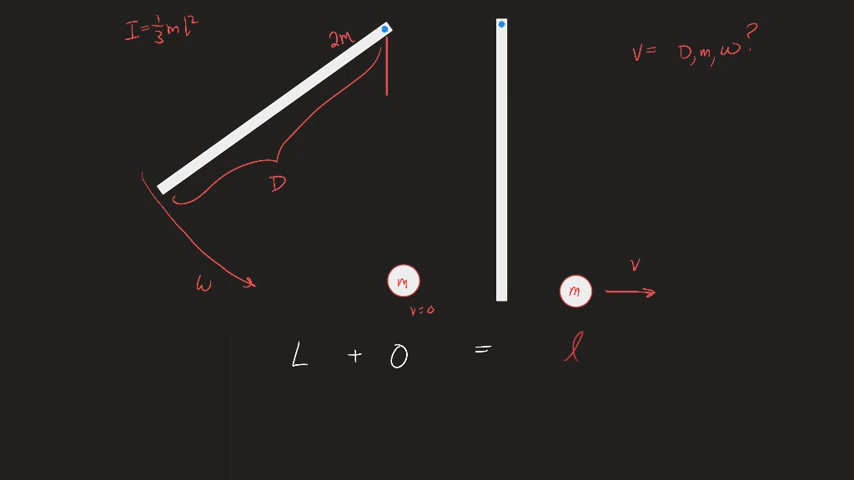 I=⅓ml²
2m
V= D,m,W?
D
W
m
v=0
m
V
L + 0 = l